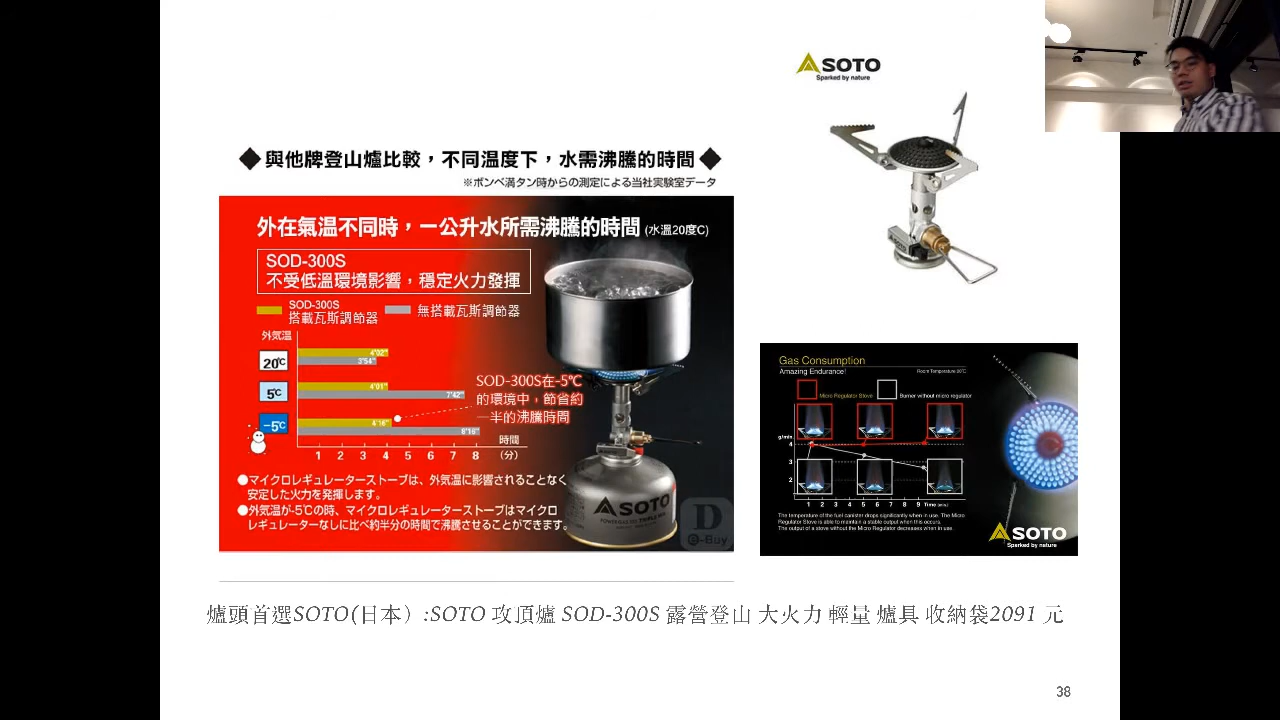 SOTO
Sparked by nature
◆與他牌登山爐比較，不同温度下，水需沸騰的時間◆
※ボンベ満タン時からの測定による当社実験室データ
外在氣温不同時，一公升水所需沸騰的時間 (水温20度C)
SOD-300S
不受低溫環境影響，穩定火力發揮
SOD-300S
搭載瓦斯調節器
無搭載瓦斯調節器
外気温
20℃
4'02"
3'54"
5℃
4'01"
7'42"
-5℃
4'16"
8'16"
SOD-300S在-5℃
的環境中，節省約
一半的沸騰時間
時間
(分)
1 2 3 4 5 6 7 8
●マイクロレギュレーターストーブは、外気温に影響されることなく
安定した火力を発揮します。
●外気温が-5℃の時、マイクロレギュレーターストーブはマイクロ
レギュレーターなしに比べ約半分の時間で沸騰させることができます。
SOTO
D
e-Buy
Gas Consumption
Amazing Endurance!
Micro Regulator Stove
Burner without micro regulator
g/min
4
3
2
1 2 3 4 5 6 7 8 9 Time (min.)
The temperature of the fuel canister drops significantly when in use. The Micro
Regulator Stove is able to maintain a stable output when this occurs.
The output of a stove without the Micro Regulator decreases when in use.
SOTO
Sparked by nature
爐頭首選SOTO(日本）:SOTO 攻頂爐 SOD-300S 露營登山 大火力 輕量 爐具 收納袋2091 元
38